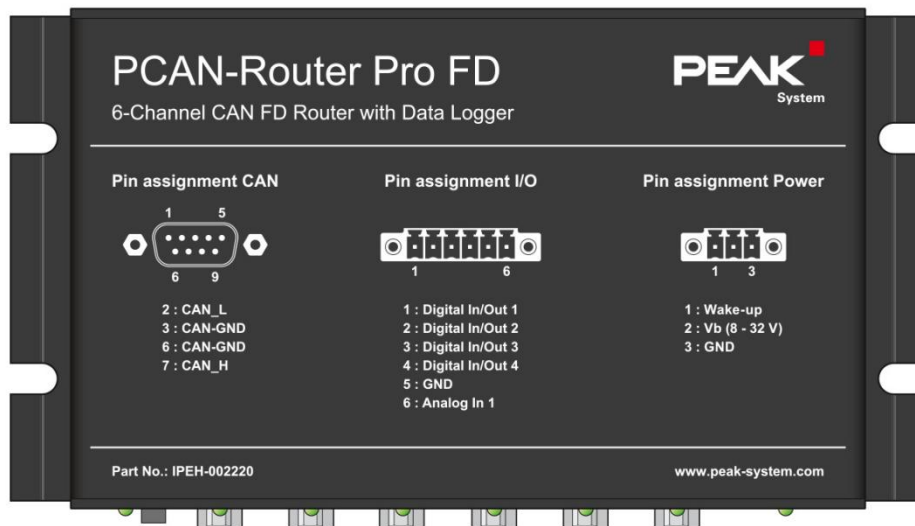 PCAN-Router Pro FD
6-Channel CAN FD Router with Data Logger
PEAK
System
Pin assignment CAN
1 5
6 9
2 : CAN_L
3 : CAN-GND
6 : CAN-GND
7 : CAN_H
Pin assignment I/O
1 6
1 : Digital In/Out 1
2 : Digital In/Out 2
3 : Digital In/Out 3
4 : Digital In/Out 4
5 : GND
6 : Analog In 1
Pin assignment Power
1 3
1 : Wake-up
2 : Vb (8 - 32 V)
3 : GND
Part No.: IPEH-002220
www.peak-system.com